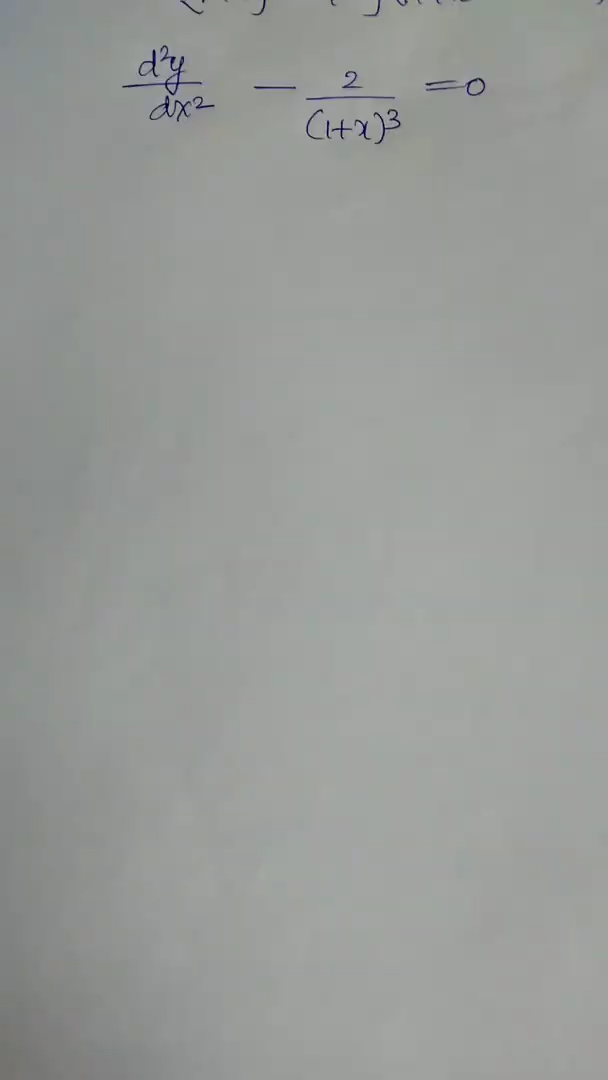 d²y/dx² — 2/(1+x)³ = 0